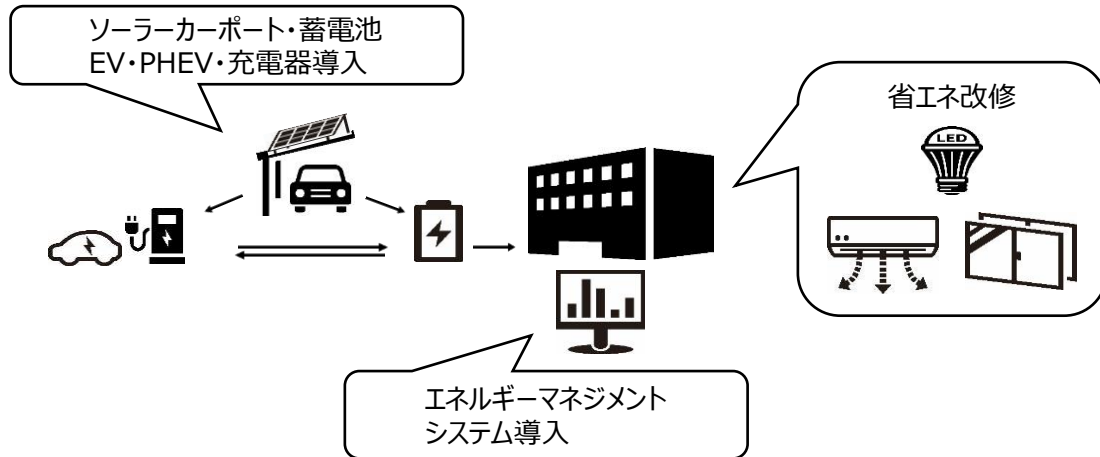 ソーラーカーポート・蓄電池
EV・PHEV・充電器導入
省エネ改修
LED
エネルギーマネジメント
システム導入